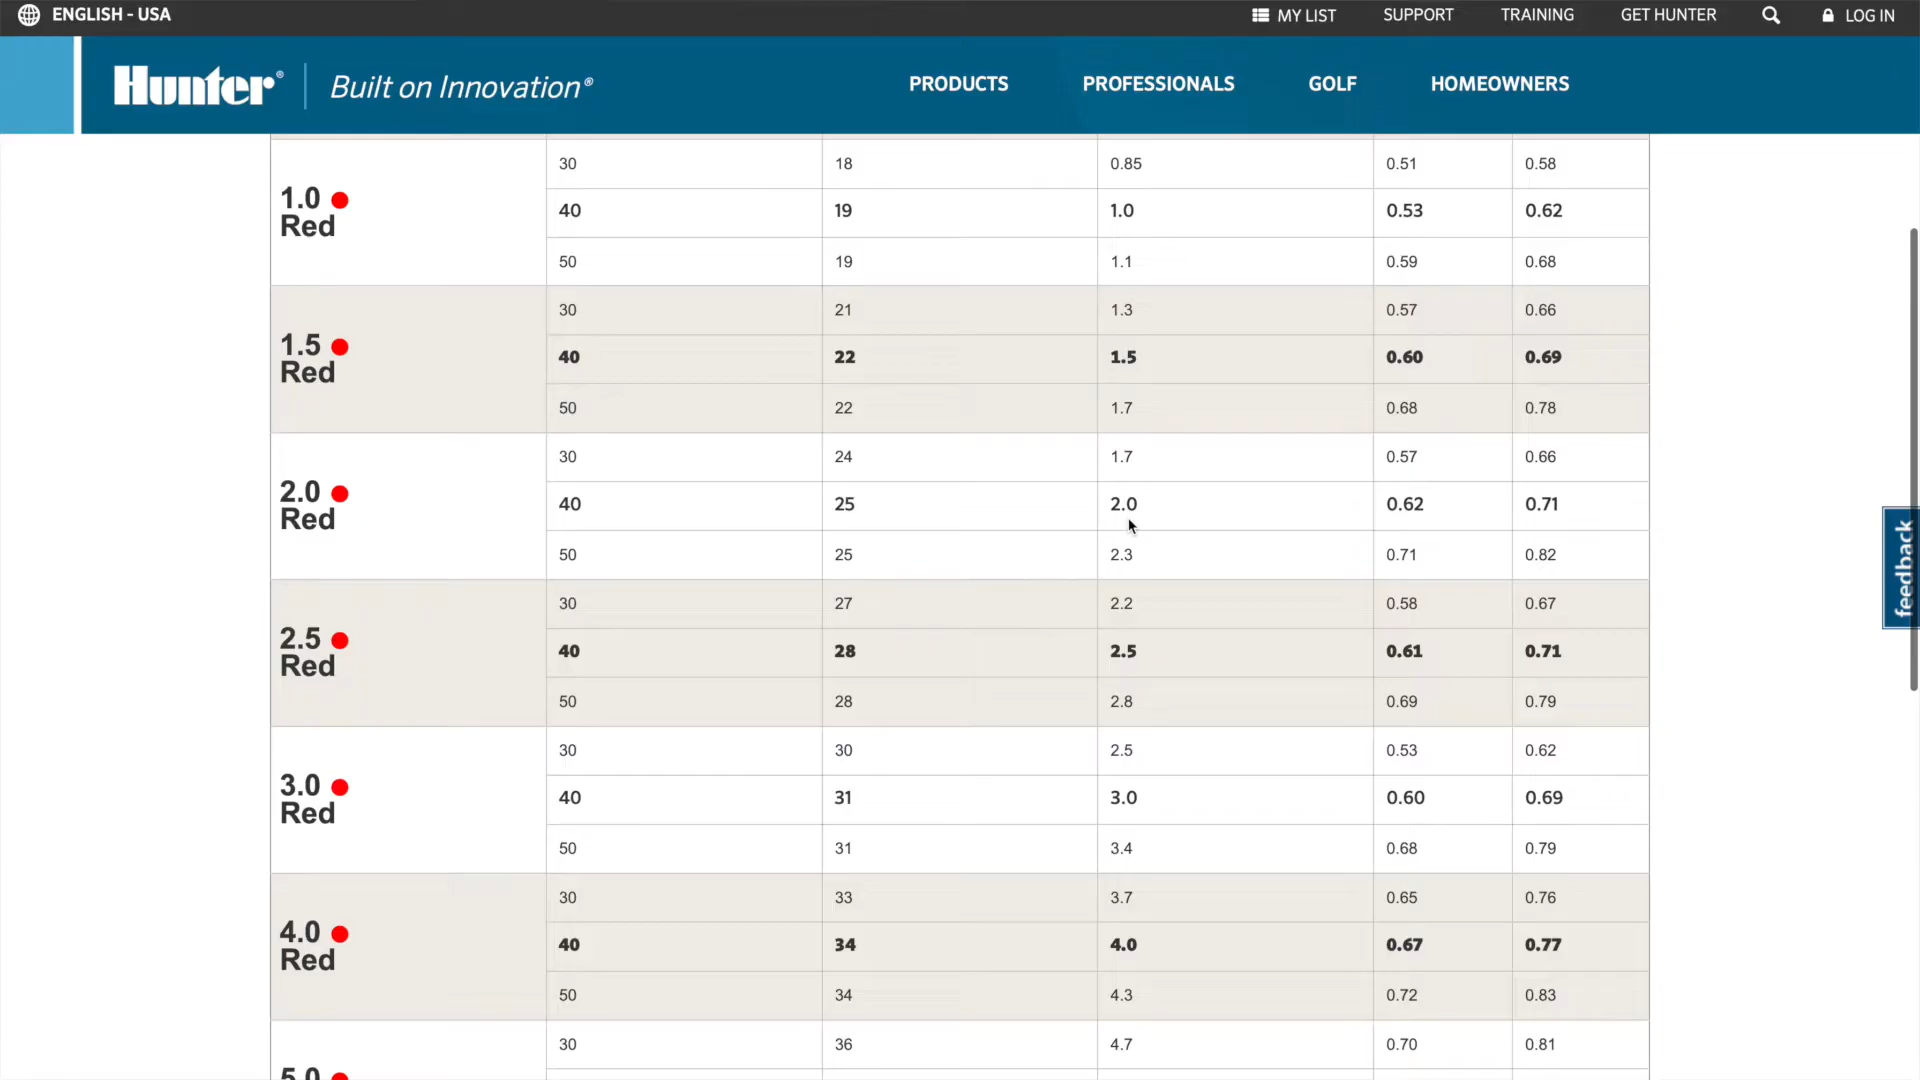 ENGLISH - USA
MY LIST
SUPPORT
TRAINING
GET HUNTER
LOG IN
Hunter®
Built on Innovation®
PRODUCTS
PROFESSIONALS
GOLF
HOMEOWNERS
1.0
Red
30 18 0.85 0.51 0.58
40 19 1.0 0.53 0.62
50 19 1.1 0.59 0.68
1.5
Red
30 21 1.3 0.57 0.66
40 22 1.5 0.60 0.69
50 22 1.7 0.68 0.78
2.0
Red
30 24 1.7 0.57 0.66
40 25 2.0 0.62 0.71
50 25 2.3 0.71 0.82
2.5
Red
30 27 2.2 0.58 0.67
40 28 2.5 0.61 0.71
50 28 2.8 0.69 0.79
3.0
Red
30 30 2.5 0.53 0.62
40 31 3.0 0.60 0.69
50 31 3.4 0.68 0.79
4.0
Red
30 33 3.7 0.65 0.76
40 34 4.0 0.67 0.77
50 34 4.3 0.72 0.83
5.0
30 36 4.7 0.70 0.81
feedback